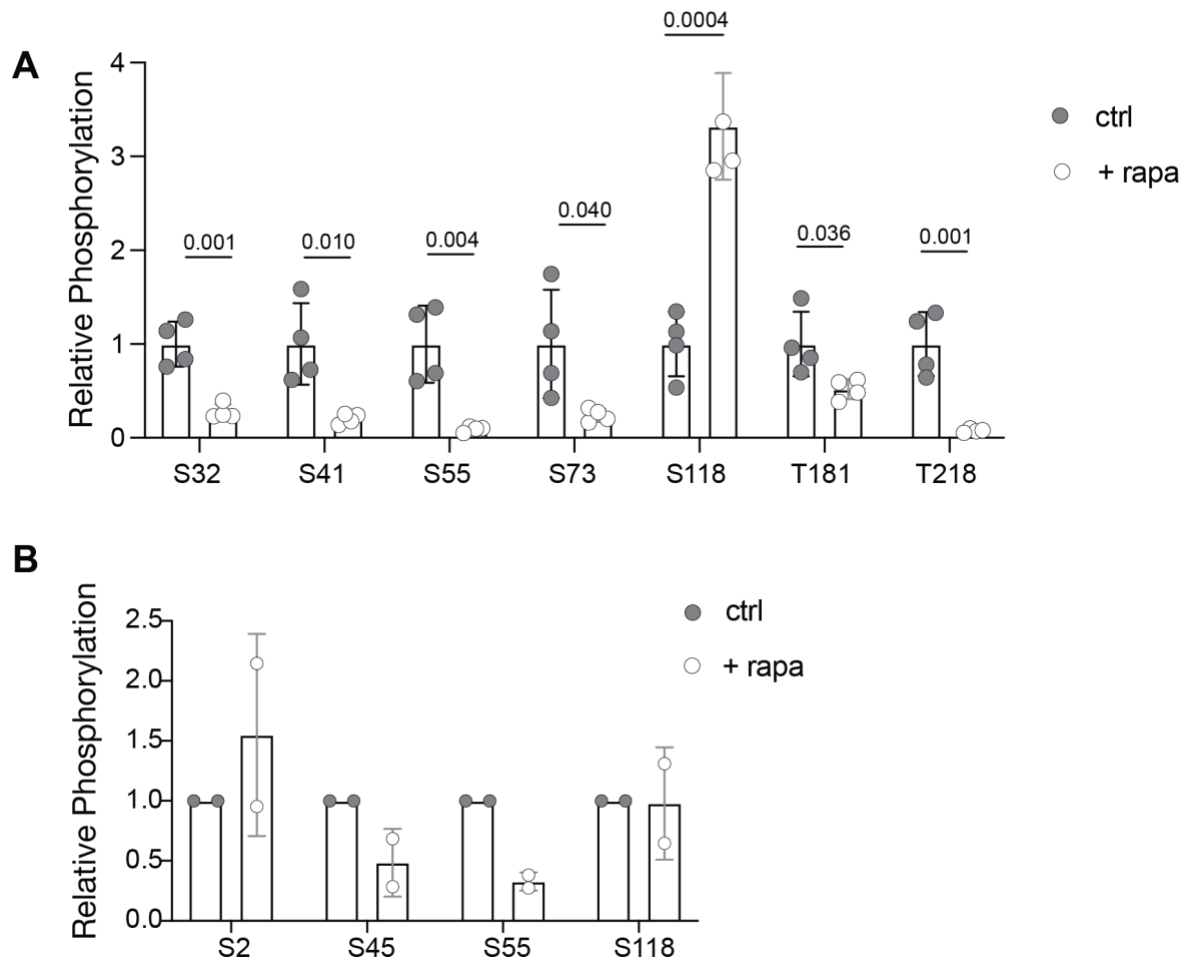 A
Relative Phosphorylation
0.0004
4
3
2
1
0
0.001
0.010
0.004
0.040
0.036
0.001
S32
S41
S55
S73
S118
T181
T218
ctrl
+ rapa
B
Relative Phosphorylation
2.5
2.0
1.5
1.0
0.5
0.0
S2
S45
S55
S118
ctrl
+ rapa